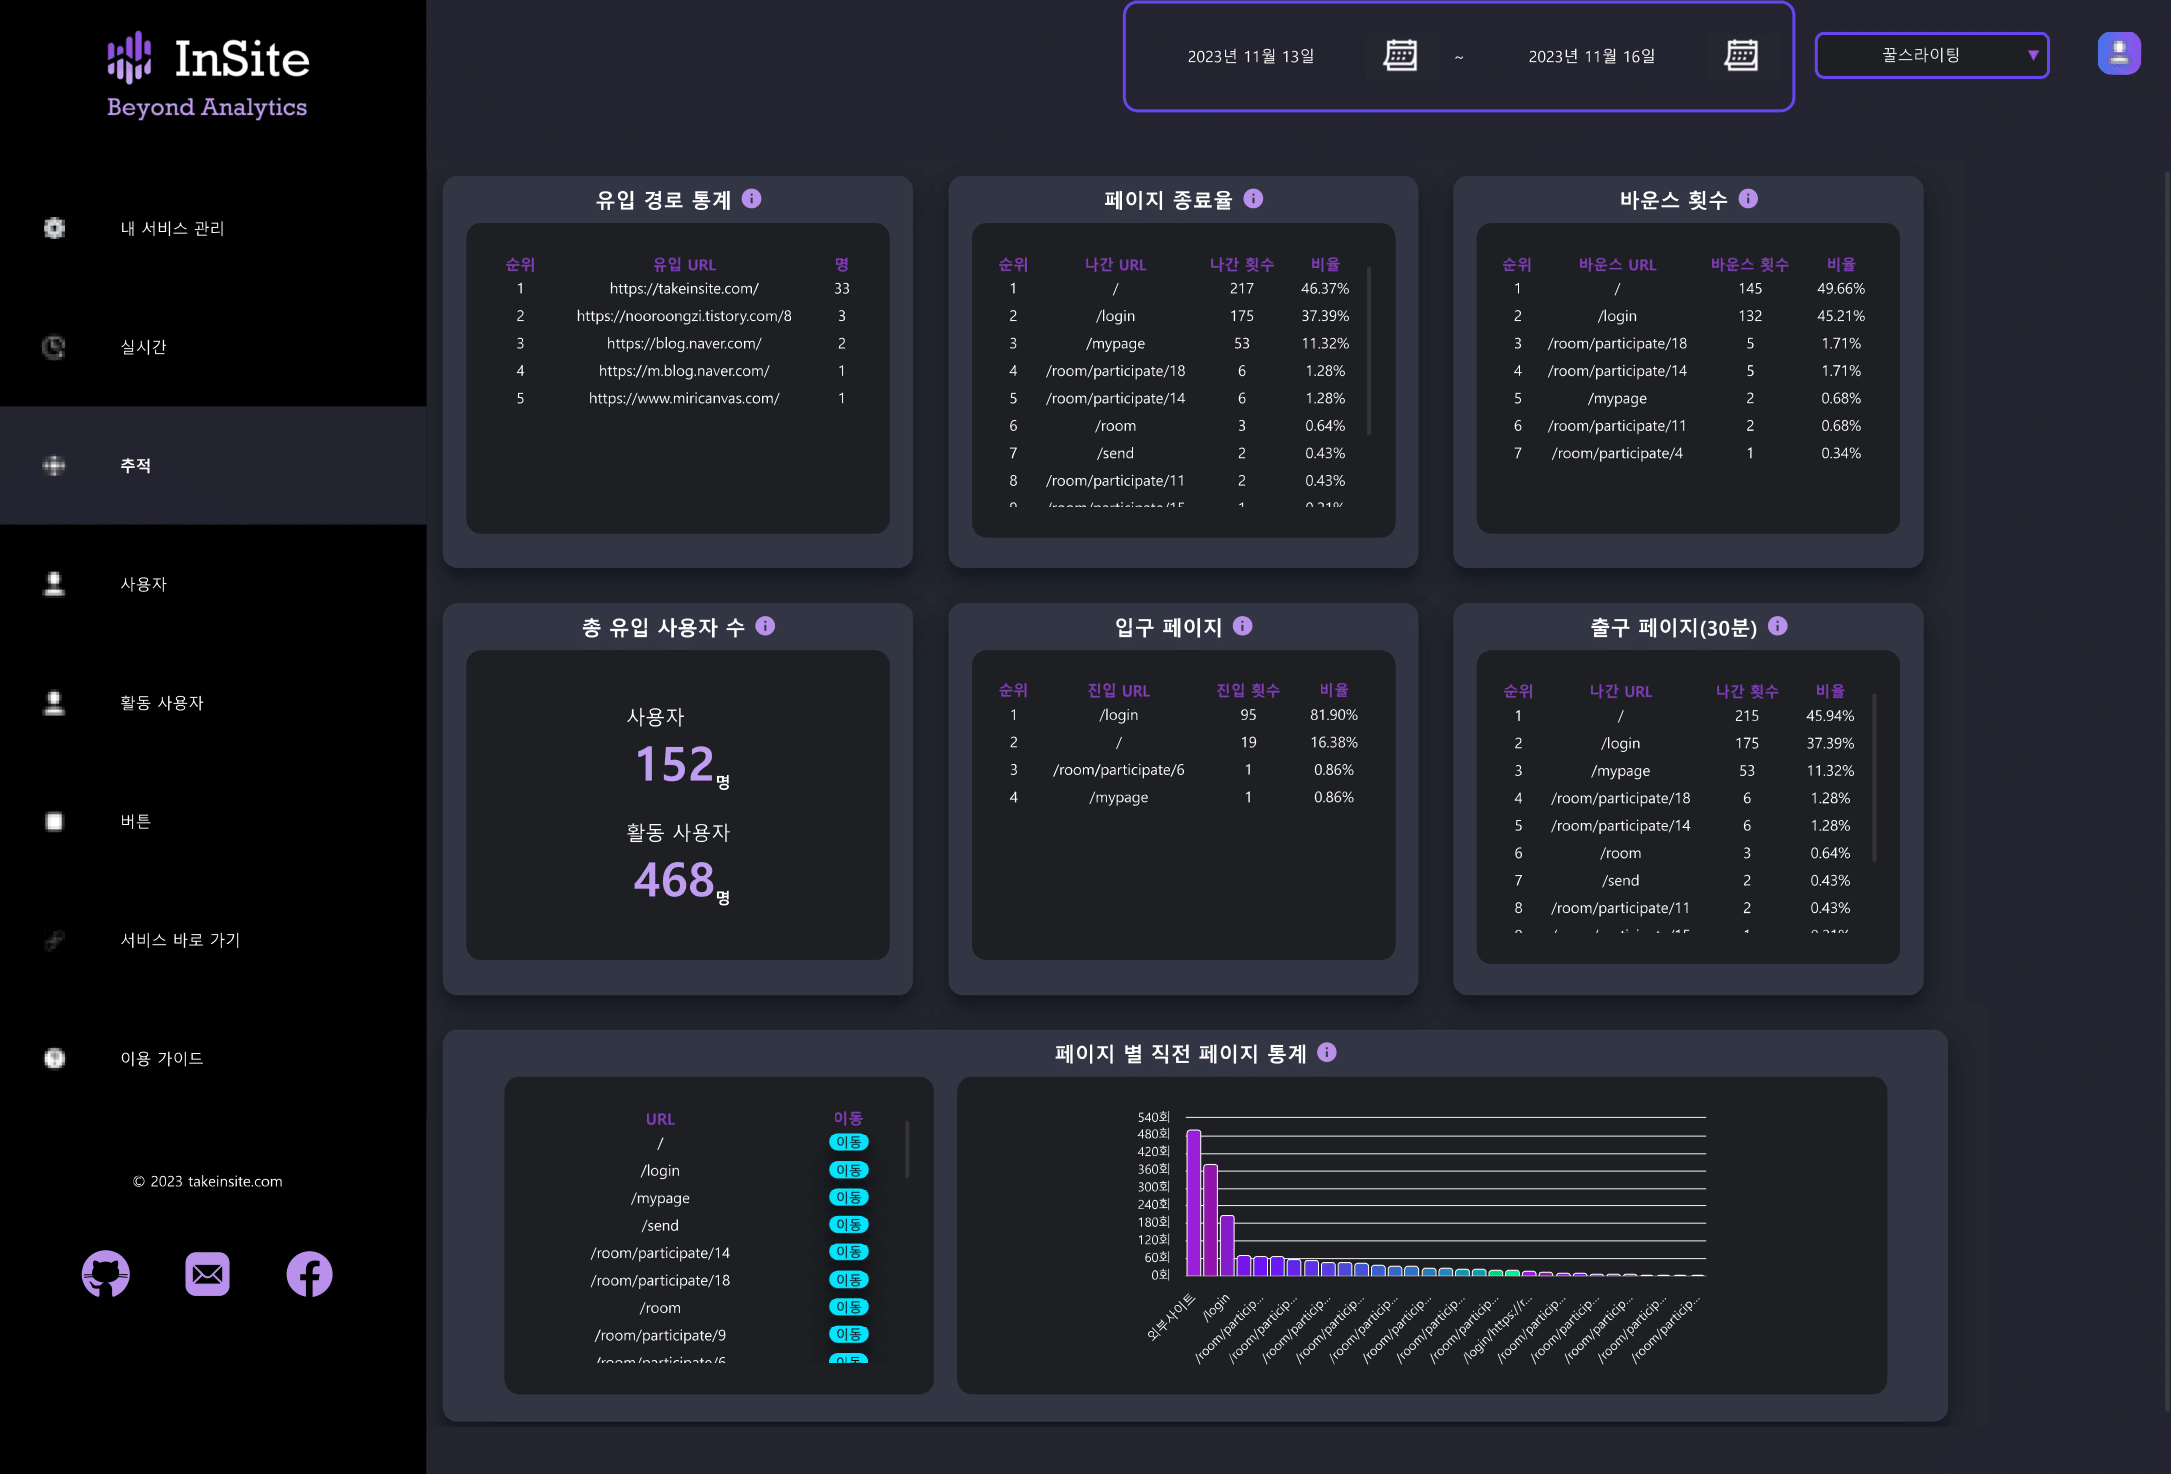 InSite
Beyond Analytics
내 서비스 관리
실시간
추적
사용자
활동 사용자
버튼
서비스 바로 가기
이용 가이드
© 2023 takeinsite.com
2023년 11월 13일 ~ 2023년 11월 16일
꿀스라이팅 ▼
유입 경로 통계
순위 유입 URL 명
1 https://takeinsite.com/ 33
2 https://nooroongzi.tistory.com/8 3
3 https://blog.naver.com/ 2
4 https://m.blog.naver.com/ 1
5 https://www.miricanvas.com/ 1
페이지 종료율
순위 나간 URL 나간 횟수 비율
1 / 217 46.37%
2 /login 175 37.39%
3 /mypage 53 11.32%
4 /room/participate/18 6 1.28%
5 /room/participate/14 6 1.28%
6 /room 3 0.64%
7 /send 2 0.43%
8 /room/participate/11 2 0.43%
9 /room/participate/15 1 0.21%
바운스 횟수
순위 바운스 URL 바운스 횟수 비율
1 / 145 49.66%
2 /login 132 45.21%
3 /room/participate/18 5 1.71%
4 /room/participate/14 5 1.71%
5 /mypage 2 0.68%
6 /room/participate/11 2 0.68%
7 /room/participate/4 1 0.34%
총 유입 사용자 수
사용자
152명
활동 사용자
468명
입구 페이지
순위 진입 URL 진입 횟수 비율
1 /login 95 81.90%
2 / 19 16.38%
3 /room/participate/6 1 0.86%
4 /mypage 1 0.86%
출구 페이지(30분)
순위 나간 URL 나간 횟수 비율
1 / 215 45.94%
2 /login 175 37.39%
3 /mypage 53 11.32%
4 /room/participate/18 6 1.28%
5 /room/participate/14 6 1.28%
6 /room 3 0.64%
7 /send 2 0.43%
8 /room/participate/11 2 0.43%
페이지 별 직전 페이지 통계
URL 이동
/ 이동
/login 이동
/mypage 이동
/send 이동
/room/participate/14 이동
/room/participate/18 이동
/room 이동
/room/participate/9 이동
/room/participate/6 이동
540회
480회
420회
360회
300회
240회
180회
120회
60회
0회
외부사이트
/login
/room/particip...
/room/particip...
/room/particip...
/room/particip...
/room/particip...
/room/particip...
/room/particip...
/room/particip...
/login/https://r...
/room/particip...
/room/particip...
/room/particip...
/room/particip...
/room/particip...